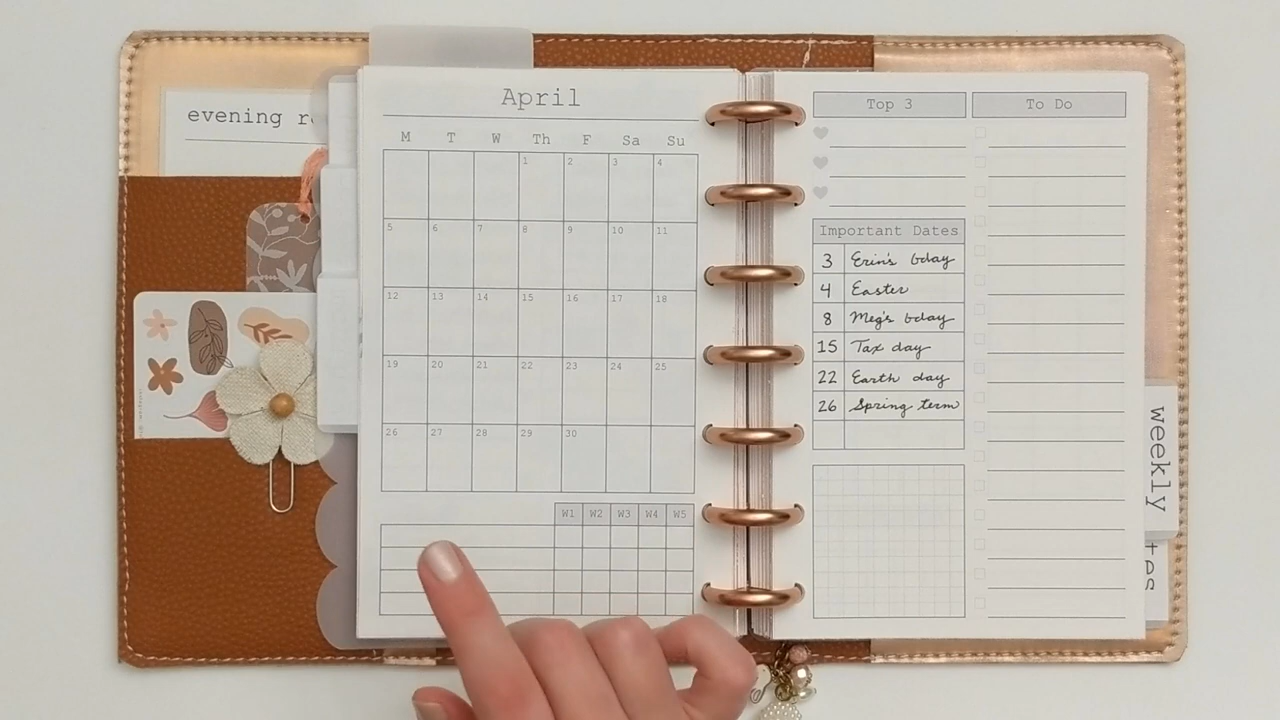 evening
April
M T W Th F Sa Su
1 2 3 4
5 6 7 8 9 10 11
12 13 14 15 16 17 18
19 20 21 22 23 24 25
26 27 28 29 30
W1 W2 W3 W4 W5
Top 3
Important Dates
3 Erin's bday
4 Easter
8 Meg's bday
15 Tax day
22 Earth day
26 Spring term
To Do
weekly